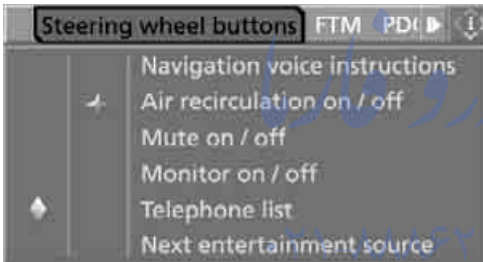 Steering wheel buttons FTM PDC
Navigation voice instructions
Air recirculation on / off
Mute on / off
Monitor on / off
Telephone list
Next entertainment source